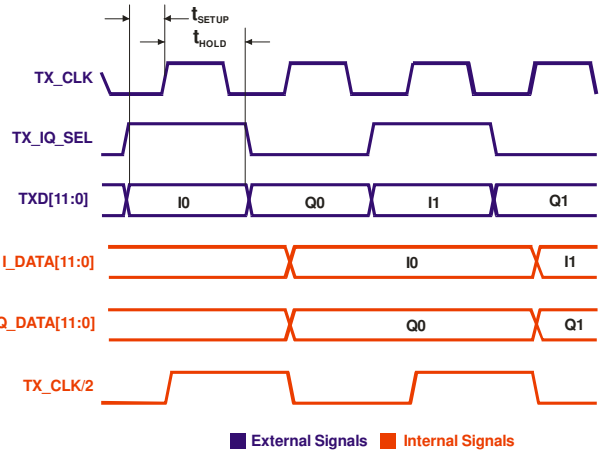 tSETUP
tHOLD
TX_CLK
TX_IQ_SEL
TXD[11:0] I0 Q0 I1 Q1
I_DATA[11:0] I0 I1
Q_DATA[11:0] Q0 Q1
TX_CLK/2
External Signals Internal Signals